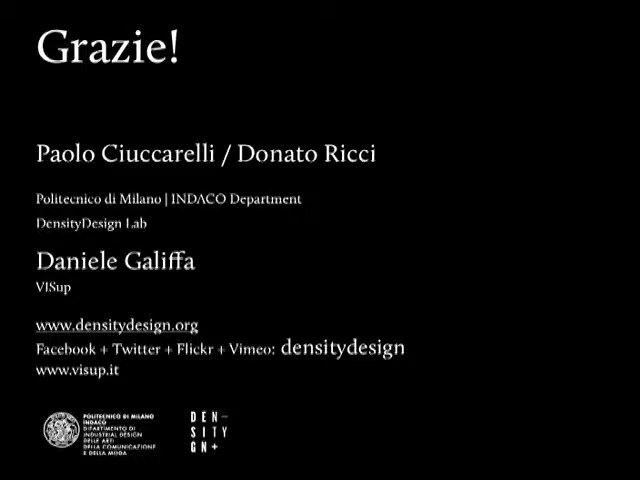 Grazie!
Paolo Ciuccarelli / Donato Ricci
Politecnico di Milano | INDACO Department
DensityDesign Lab
Daniele Galiffa
VISup
www.densitydesign.org
Facebook + Twitter + Flickr + Vimeo: densitydesign
www.visup.it
POLITECNICO DI MILANO
INDACO
DIPARTIMENTO DI
INDUSTRIAL DESIGN
DELLE ARTI
DELLA COMUNICAZIONE
E DELLA MODA
DEN–
SITY
GN+